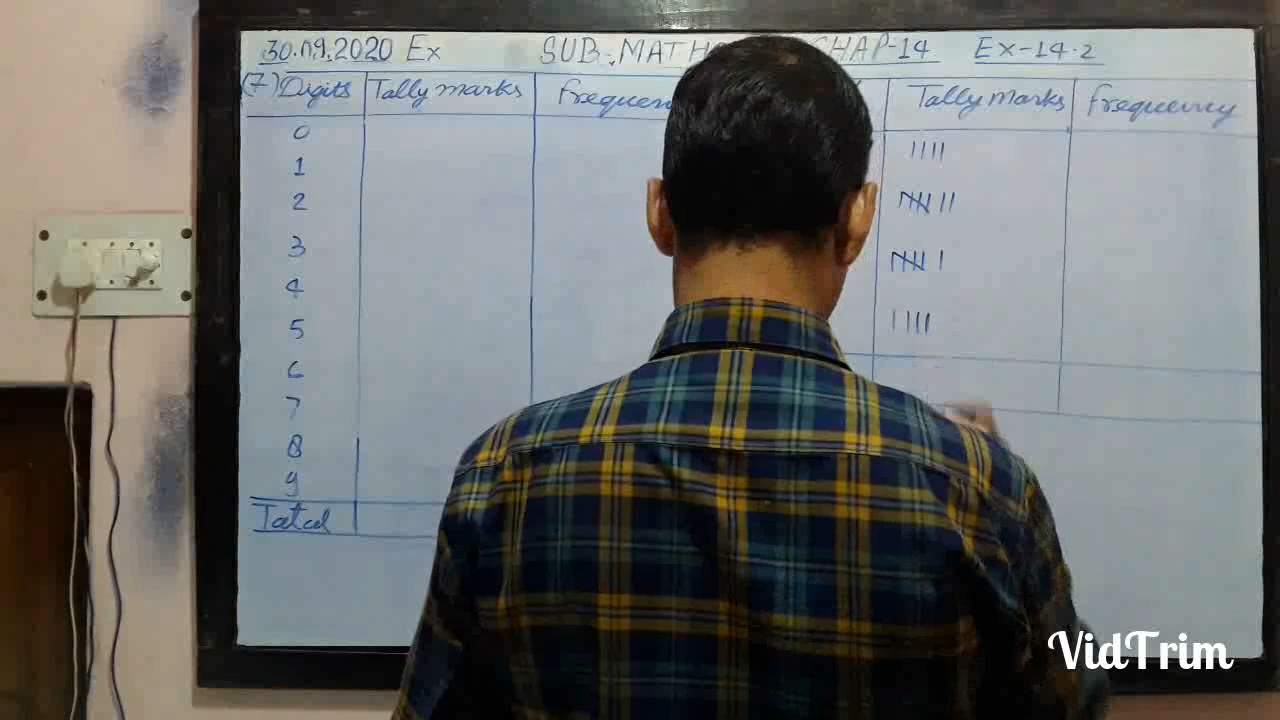 30.09.2020 Ex SUB-MATH CHAP-14 Ex-14.2
(7) Digits Tally marks Tally Marks Frequency
0
1
2
3
4
5
6
7
8
9
Total
VidTrim